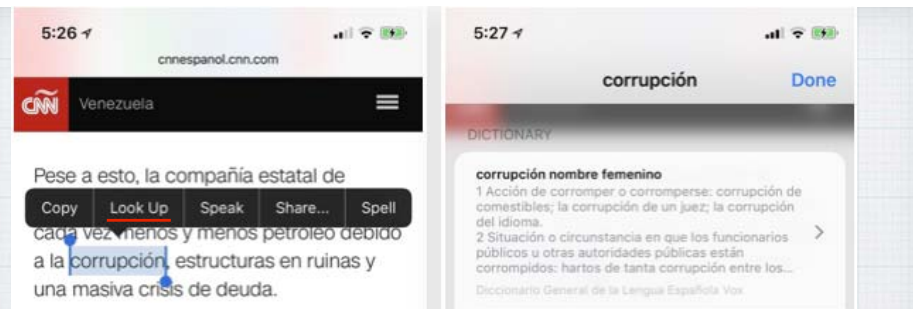 5:26
cnnespanol.cnn.com
CNN Venezuela
Pese a esto, la compañía estatal de
Copy Look Up Speak Share... Spell
cada vez menos y menos petróleo debido
a la corrupción, estructuras en ruinas y
una masiva crisis de deuda.
5:27
corrupción Done
DICTIONARY
corrupción nombre femenino
1 Acción de corromper o corromperse: corrupción de
comestibles; la corrupción de un juez; la corrupción
del idioma.
2 Situación o circunstancia en que los funcionarios
públicos u otras autoridades públicas están
corrompidos: hartos de tanta corrupción entre los...
Diccionario General de la Lengua Española Vox